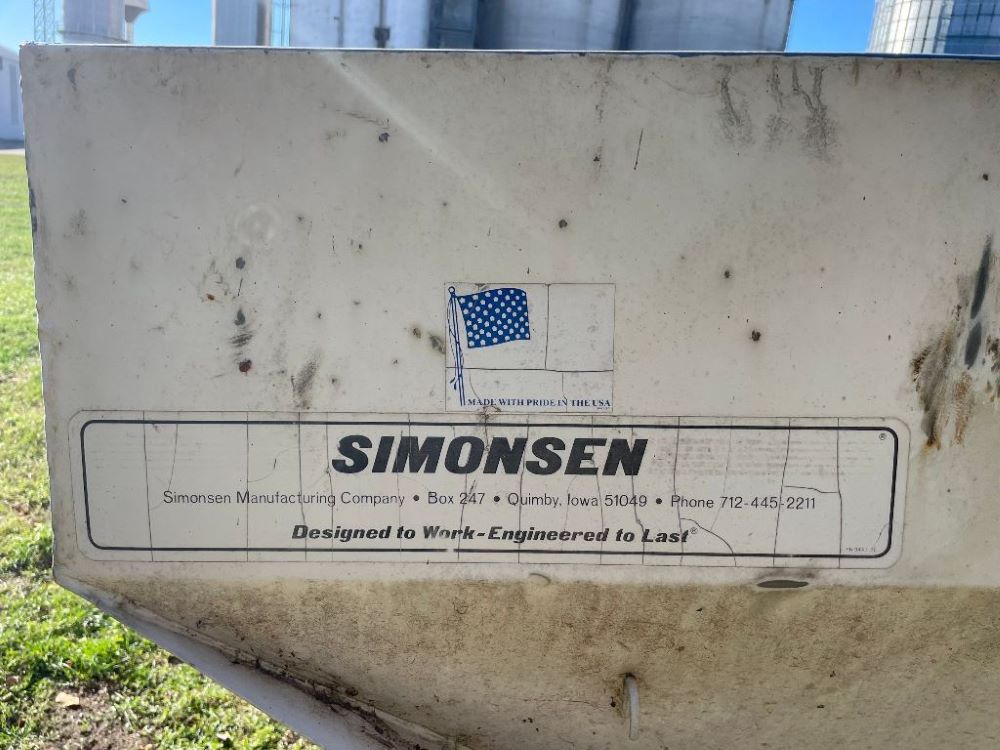 MADE WITH PRIDE IN THE USA
SIMONSEN
Simonsen Manufacturing Company • Box 247 • Quimby, Iowa 51049 • Phone 712-445-2211
Designed to Work-Engineered to Last®